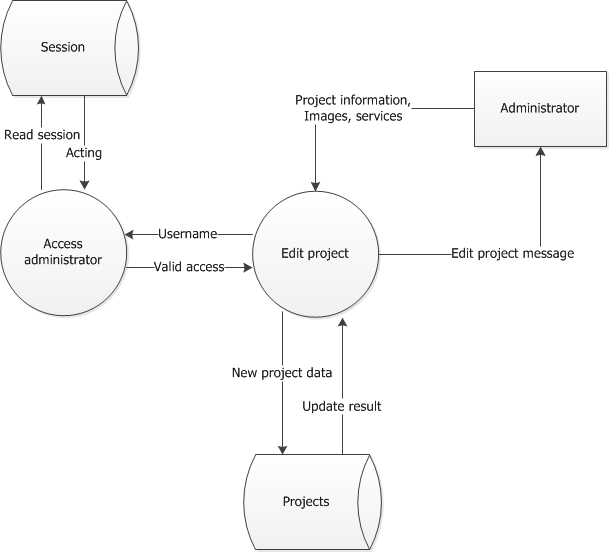 Session
Project information,
Images, services
Administrator
Read session
Acting
Access
administrator
Username
Valid access
Edit project
Edit project message
New project data
Update result
Projects